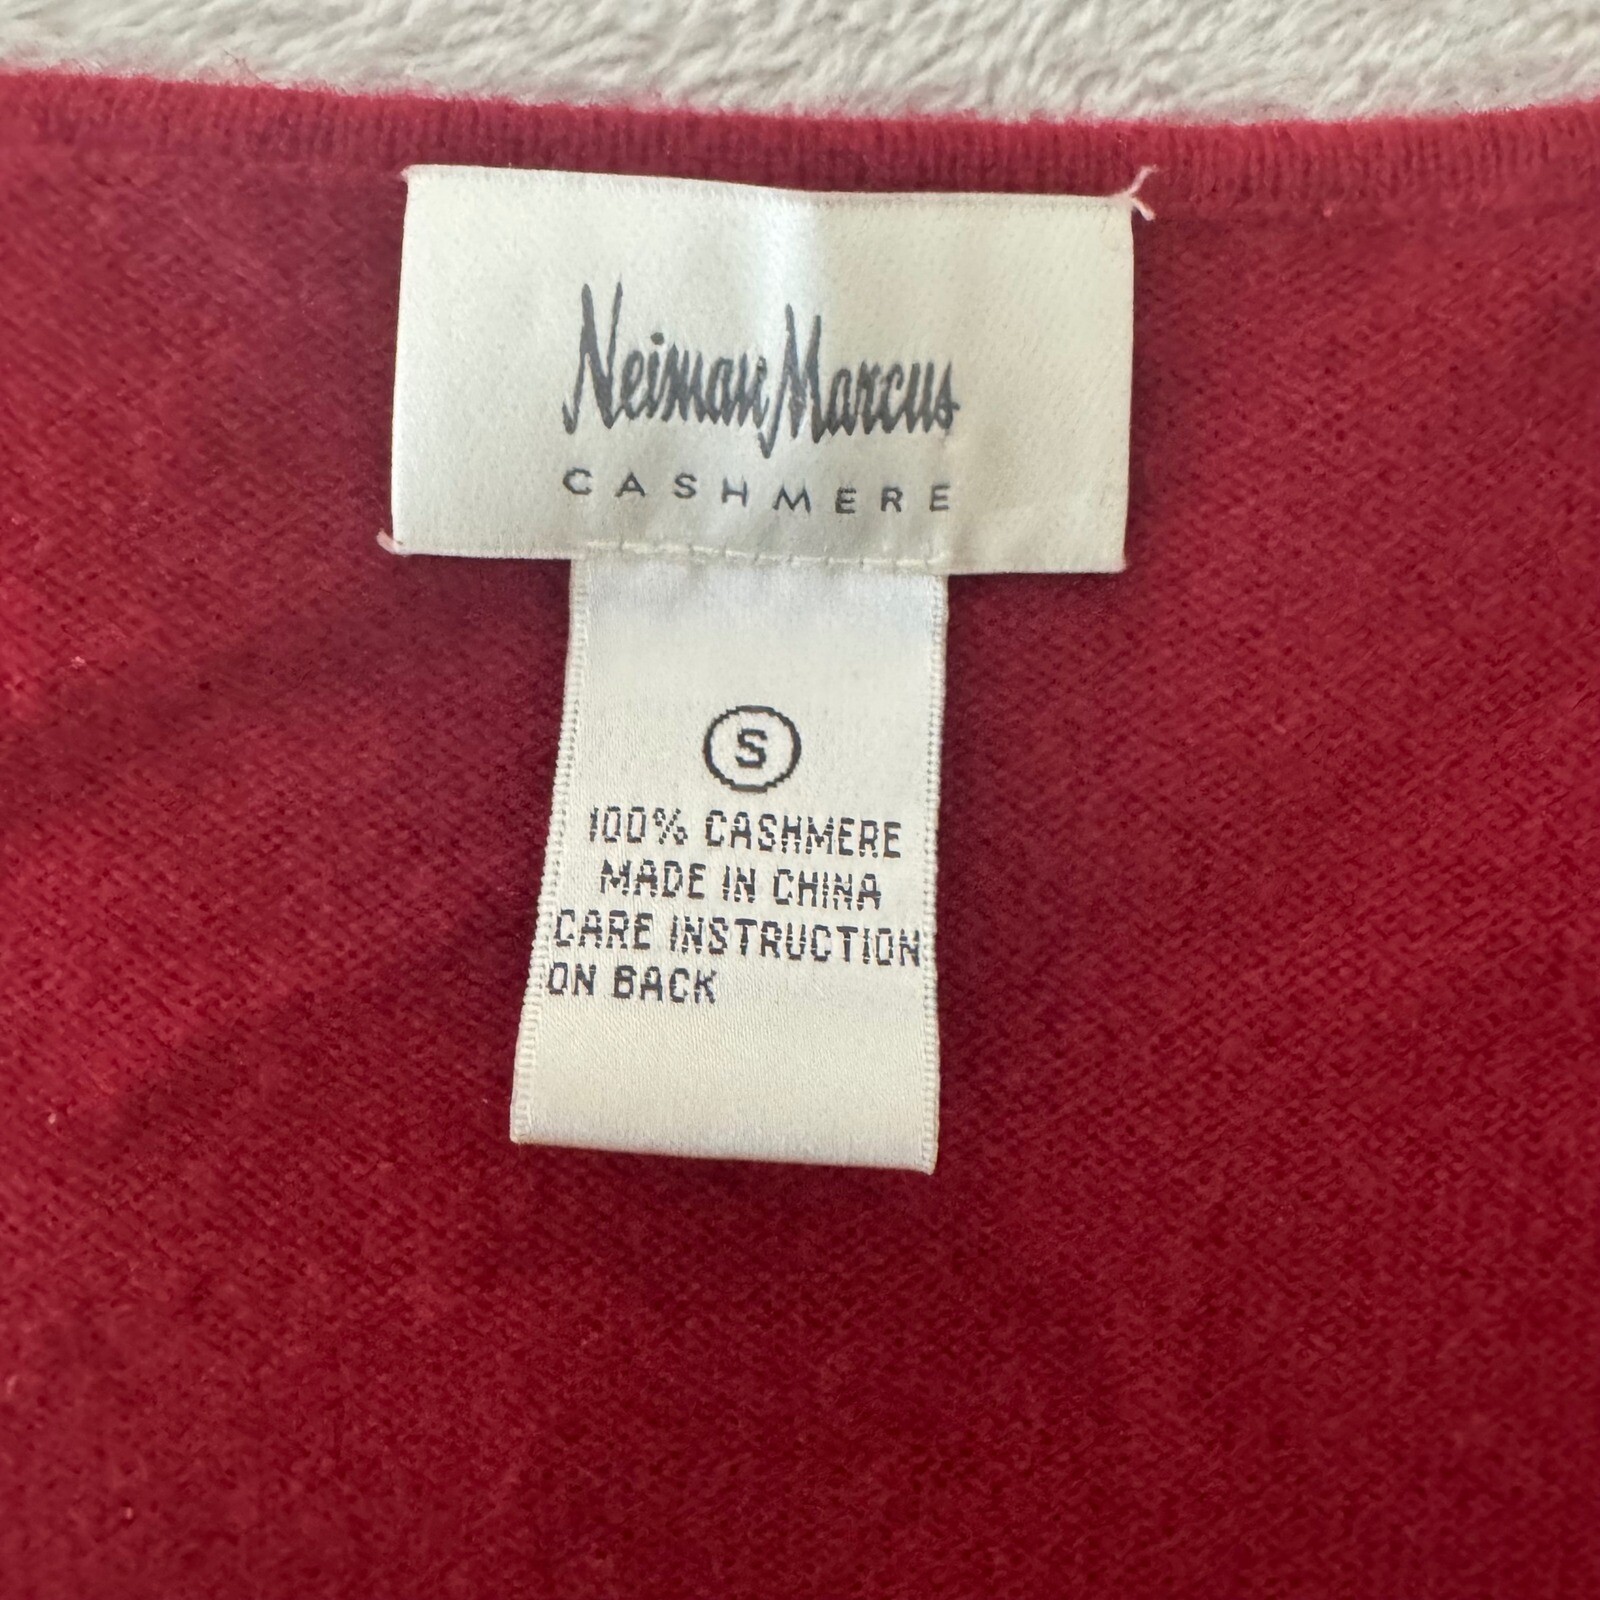 Neiman Marcus
CASHMERE
S
100% CASHMERE
MADE IN CHINA
CARE INSTRUCTION
ON BACK